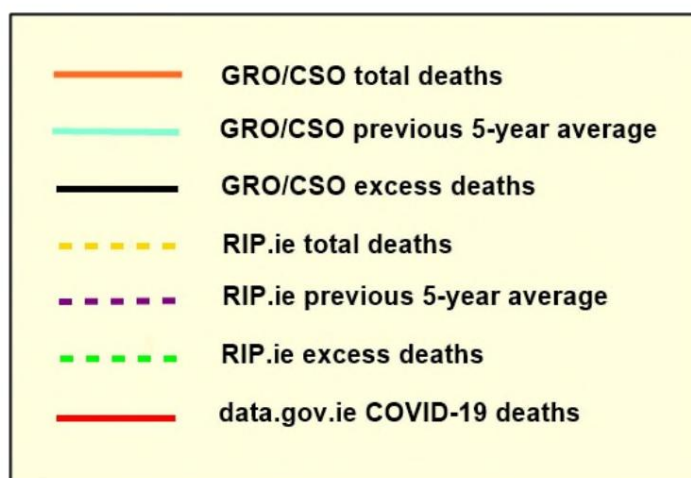 GRO/CSO total deaths
GRO/CSO previous 5-year average
GRO/CSO excess deaths
RIP.ie total deaths
RIP.ie previous 5-year average
RIP.ie excess deaths
data.gov.ie COVID-19 deaths